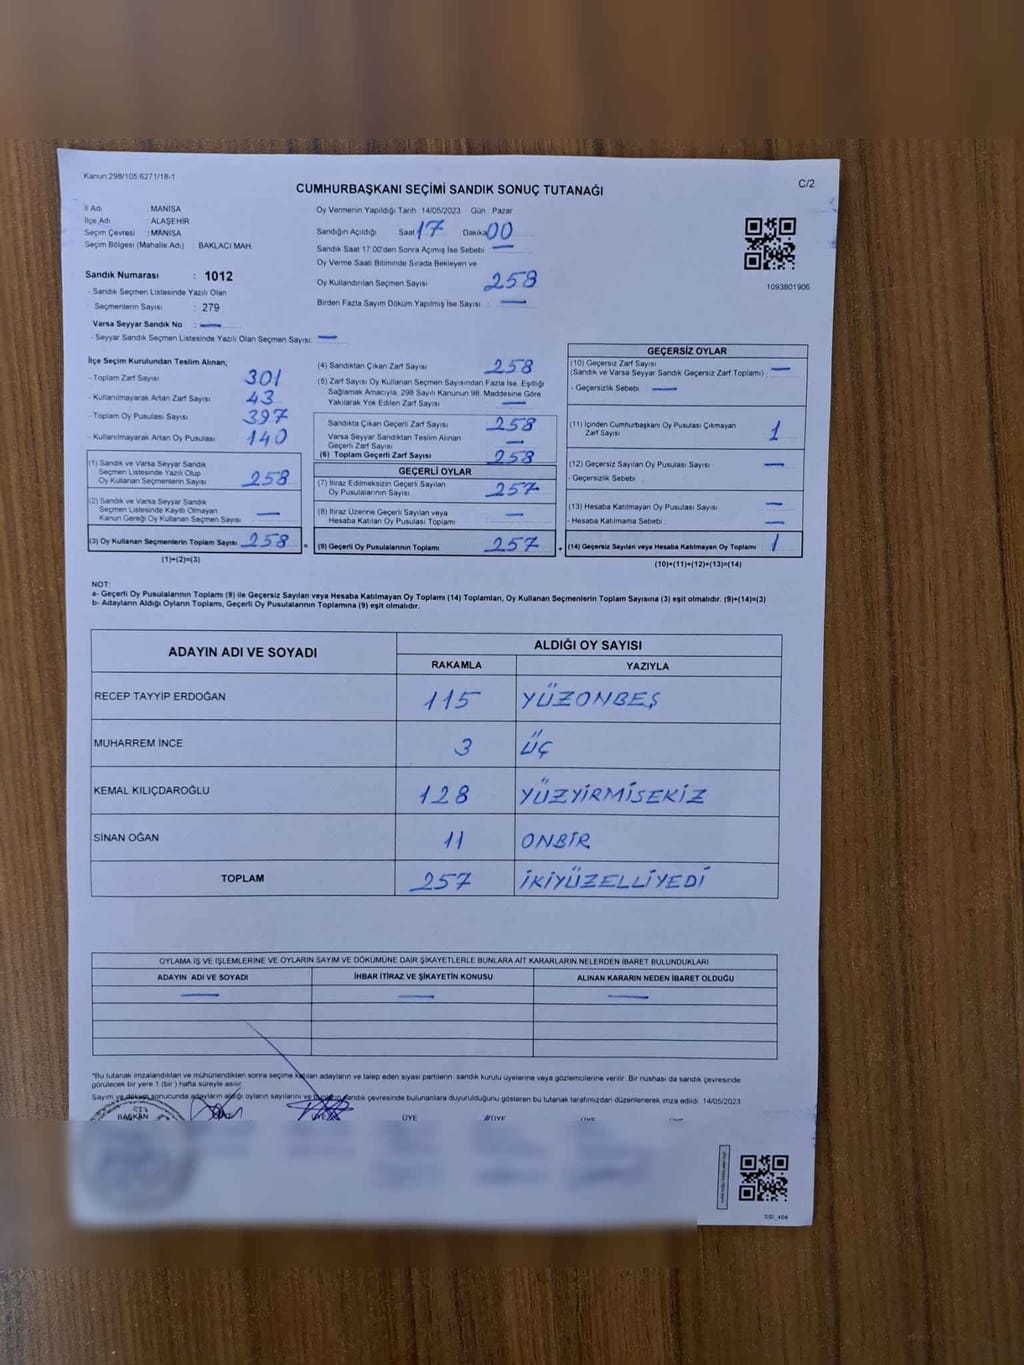 Kanun:298/105;6271/18-1
C/2
CUMHURBAŞKANI SEÇİMİ SANDIK SONUÇ TUTANAĞI
İl Adı : MANİSA
İlçe Adı : ALAŞEHİR
Seçim Çevresi : MANİSA
Seçim Bölgesi (Mahalle Adı) : BAKLACI MAH.
Sandık Numarası : 1012
- Sandık Seçmen Listesinde Yazılı Olan
Seçmenlerin Sayısı : 279
Varsa Seyyar Sandık No : —
- Seyyar Sandık Seçmen Listesinde Yazılı Olan Seçmen Sayısı: —
Oy Vermenin Yapıldığı Tarih :14/05/2023 Gün : Pazar
Sandığın Açıldığı Saat 17 Dakika 00
Sandık Saat 17.00'den Sonra Açılmış İse Sebebi —
Oy Verme Saati Bitiminde Sırada Bekleyen ve
Oy Kullandırılan Seçmen Sayısı 258
Birden Fazla Sayım Döküm Yapılmış İse Sayısı —
1093801906
İlçe Seçim Kurulundan Teslim Alınan;
- Toplam Zarf Sayısı 301
- Kullanılmayarak Artan Zarf Sayısı 43
- Toplam Oy Pusulası Sayısı 397
- Kullanılmayarak Artan Oy Pusulası 140
(1) Sandık ve Varsa Seyyar Sandık
Seçmen Listesinde Yazılı Olup
Oy Kullanan Seçmenlerin Sayısı 258
(2) Sandık ve Varsa Seyyar Sandık
Seçmen Listesinde Kayıtlı Olmayan
Kanun Gereği Oy Kullanan Seçmen Sayısı —
(3) Oy Kullanan Seçmenlerin Toplam Sayısı 258
(1)+(2)=(3)
(4) Sandıktan Çıkan Zarf Sayısı 258
(5) Zarf Sayısı Oy Kullanan Seçmen Sayısından Fazla İse, Eşitliği
Sağlamak Amacıyla, 298 Sayılı Kanunun 98. Maddesine Göre
Yakılarak Yok Edilen Zarf Sayısı —
Sandıkta Çıkan Geçerli Zarf Sayısı 258
Varsa Seyyar Sandıktan Teslim Alınan
Geçerli Zarf Sayısı —
(6) Toplam Geçerli Zarf Sayısı 258
GEÇERLİ OYLAR
(7) İtiraz Edilmeksizin Geçerli Sayılan
Oy Pusulalarının Sayısı 257
(8) İtiraz Üzerine Geçerli Sayılan veya
Hesaba Katılan Oy Pusulası Toplamı —
= (9) Geçerli Oy Pusulalarının Toplamı 257
GEÇERSİZ OYLAR
(10) Geçersiz Zarf Sayısı
(Sandık ve Varsa Seyyar Sandık Geçersiz Zarf Toplamı) : —
- Geçersizlik Sebebi : —
(11) İçinden Cumhurbaşkanı Oy Pusulası Çıkmayan
Zarf Sayısı 1
(12) Geçersiz Sayılan Oy Pusulası Sayısı —
- Geçersizlik Sebebi :
(13) Hesaba Katılmayan Oy Pusulası Sayısı —
- Hesaba Katılmama Sebebi —
+ (14) Geçersiz Sayılan veya Hesaba Katılmayan Oy Toplamı 1
(10)+(11)+(12)+(13)=(14)
NOT:
a- Geçerli Oy Pusulalarının Toplamı (9) ile Geçersiz Sayılan veya Hesaba Katılmayan Oy Toplamı (14) Toplamları, Oy Kullanan Seçmenlerin Toplam Sayısına (3) eşit olmalıdır. (9)+(14)=(3)
b- Adayların Aldığı Oyların Toplamı, Geçerli Oy Pusulalarının Toplamına (9) eşit olmalıdır.
ADAYIN ADI VE SOYADI ALDIĞI OY SAYISI
RAKAMLA YAZIYLA
RECEP TAYYİP ERDOĞAN 115 YÜZONBEŞ
MUHARREM İNCE 3 ÜÇ
KEMAL KILIÇDAROĞLU 128 YÜZYİRMİSEKİZ
SİNAN OĞAN 11 ONBİR
TOPLAM 257 İKİYÜZELLİYEDİ
OYLAMA İŞ VE İŞLEMLERİNE VE OYLARIN SAYIM VE DÖKÜMÜNE DAİR ŞİKAYETLERLE BUNLARA AİT KARARLARIN NELERDEN İBARET BULUNDUKLARI
ADAYIN ADI VE SOYADI İHBAR İTİRAZ VE ŞİKAYETİN KONUSU ALINAN KARARIN NEDEN İBARET OLDUĞU
— — —
*Bu tutanak imzalandıktan ve mühürlendikten sonra seçime katılan adayların ve talep eden siyasi partilerin sandık kurulu üyelerine veya gözlemcilerine verilir. Bir nüshası da sandık çevresinde
görülecek bir yere 1 (bir) hafta süreyle asılır.
Sayım ve döküm sonucunda adayların aldığı oyların sayılarını ve sandık çevresinde bulunanlara duyurulduğunu gösteren bu tutanak tarafımızdan düzenlenerek imza edildi. 14/05/2023
BAŞKAN ÜYE ÜYE ÜYE ÜYE ÜYE